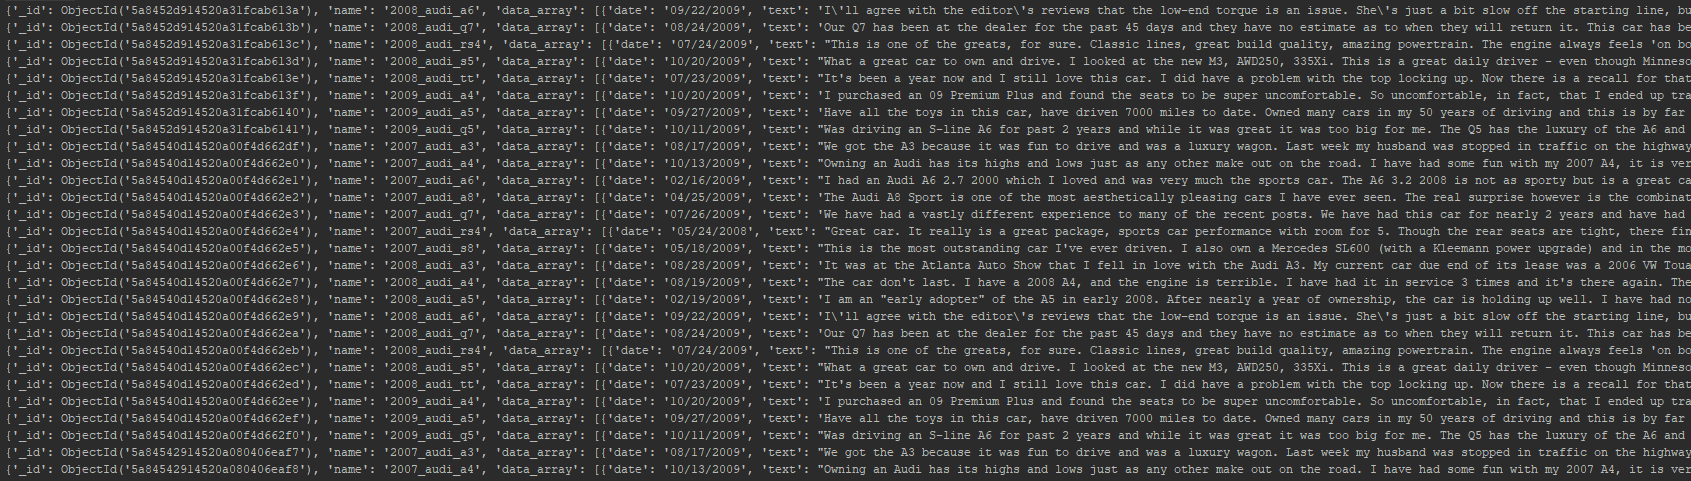 {'_id': ObjectId('5a8452d914520a31fcab613a'), 'name': '2008_audi_a6', 'data_array': [{'date': '09/22/2009', 'text': 'I\'ll agree with the editor\'s reviews that the low-end torque is an issue. She\'s just a bit slow off the starting line, bu
{'_id': ObjectId('5a8452d914520a31fcab613b'), 'name': '2008_audi_q7', 'data_array': [{'date': '08/24/2009', 'text': 'Our Q7 has been at the dealer for the past 45 days and they have no estimate as to when they will return it. This car has be
{'_id': ObjectId('5a8452d914520a31fcab613c'), 'name': '2008_audi_rs4', 'data_array': [{'date': '07/24/2009', 'text': "This is one of the greats, for sure. Classic lines, great build quality, amazing powertrain. The engine always feels 'on bo
{'_id': ObjectId('5a8452d914520a31fcab613d'), 'name': '2008_audi_s5', 'data_array': [{'date': '10/20/2009', 'text': "What a great car to own and drive. I looked at the new M3, AWD250, 335Xi. This is a great daily driver - even though Minneso
{'_id': ObjectId('5a8452d914520a31fcab613e'), 'name': '2008_audi_tt', 'data_array': [{'date': '07/23/2009', 'text': "It's been a year now and I still love this car. I did have a problem with the top locking up. Now there is a recall for that
{'_id': ObjectId('5a8452d914520a31fcab613f'), 'name': '2009_audi_a4', 'data_array': [{'date': '10/20/2009', 'text': 'I purchased an 09 Premium Plus and found the seats to be super uncomfortable. So uncomfortable, in fact, that I ended up tra
{'_id': ObjectId('5a8452d914520a31fcab6140'), 'name': '2009_audi_a5', 'data_array': [{'date': '09/27/2009', 'text': 'Have all the toys in this car, have driven 7000 miles to date. Owned many cars in my 50 years of driving and this is by far
{'_id': ObjectId('5a8452d914520a31fcab6141'), 'name': '2009_audi_q5', 'data_array': [{'date': '10/11/2009', 'text': "Was driving an S-line A6 for past 2 years and while it was great it was too big for me. The Q5 has the luxury of the A6 and
{'_id': ObjectId('5a84540d14520a00f4d662df'), 'name': '2007_audi_a3', 'data_array': [{'date': '08/17/2009', 'text': "We got the A3 because it was fun to drive and was a luxury wagon. Last week my husband was stopped in traffic on the highway
{'_id': ObjectId('5a84540d14520a00f4d662e0'), 'name': '2007_audi_a4', 'data_array': [{'date': '10/13/2009', 'text': 'Owning an Audi has its highs and lows just as any other make out on the road. I have had some fun with my 2007 A4, it is ver
{'_id': ObjectId('5a84540d14520a00f4d662e1'), 'name': '2007_audi_a6', 'data_array': [{'date': '02/16/2009', 'text': 'I had an Audi A6 2.7 2000 which I loved and was very much the sports car. The A6 3.2 2008 is not as sporty but is a great ca
{'_id': ObjectId('5a84540d14520a00f4d662e2'), 'name': '2007_audi_a8', 'data_array': [{'date': '04/25/2009', 'text': 'The Audi A8 Sport is one of the most aesthetically pleasing cars I have ever seen. The real surprise however is the combinat
{'_id': ObjectId('5a84540d14520a00f4d662e3'), 'name': '2007_audi_q7', 'data_array': [{'date': '07/26/2009', 'text': 'We have had a vastly different experience to many of the recent posts. We have had this car for nearly 2 years and have had
{'_id': ObjectId('5a84540d14520a00f4d662e4'), 'name': '2007_audi_rs4', 'data_array': [{'date': '05/24/2008', 'text': "Great car. It really is a great package, sports car performance with room for 5. Though the rear seats are tight, there fin
{'_id': ObjectId('5a84540d14520a00f4d662e5'), 'name': '2007_audi_s8', 'data_array': [{'date': '05/18/2009', 'text': "This is the most outstanding car I've ever driven. I also own a Mercedes SL600 (with a Kleemann power upgrade) and in the mo
{'_id': ObjectId('5a84540d14520a00f4d662e6'), 'name': '2008_audi_a3', 'data_array': [{'date': '08/28/2009', 'text': 'It was at the Atlanta Auto Show that I fell in love with the Audi A3. My current car due end of its lease was a 2006 VW Toua
{'_id': ObjectId('5a84540d14520a00f4d662e7'), 'name': '2008_audi_a4', 'data_array': [{'date': '08/19/2009', 'text': "The car don't last. I have a 2008 A4, and the engine is terrible. I have had it in service 3 times and it's there again. The
{'_id': ObjectId('5a84540d14520a00f4d662e8'), 'name': '2008_audi_a5', 'data_array': [{'date': '02/19/2009', 'text': 'I am an "early adopter" of the A5 in early 2008. After nearly a year of ownership, the car is holding up well. I have had no
{'_id': ObjectId('5a84540d14520a00f4d662e9'), 'name': '2008_audi_a6', 'data_array': [{'date': '09/22/2009', 'text': 'I\'ll agree with the editor\'s reviews that the low-end torque is an issue. She\'s just a bit slow off the starting line, bu
{'_id': ObjectId('5a84540d14520a00f4d662ea'), 'name': '2008_audi_q7', 'data_array': [{'date': '08/24/2009', 'text': 'Our Q7 has been at the dealer for the past 45 days and they have no estimate as to when they will return it. This car has be
{'_id': ObjectId('5a84540d14520a00f4d662eb'), 'name': '2008_audi_rs4', 'data_array': [{'date': '07/24/2009', 'text': "This is one of the greats, for sure. Classic lines, great build quality, amazing powertrain. The engine always feels 'on bo
{'_id': ObjectId('5a84540d14520a00f4d662ec'), 'name': '2008_audi_s5', 'data_array': [{'date': '10/20/2009', 'text': "What a great car to own and drive. I looked at the new M3, AWD250, 335Xi. This is a great daily driver - even though Minneso
{'_id': ObjectId('5a84540d14520a00f4d662ed'), 'name': '2008_audi_tt', 'data_array': [{'date': '07/23/2009', 'text': "It's been a year now and I still love this car. I did have a problem with the top locking up. Now there is a recall for that
{'_id': ObjectId('5a84540d14520a00f4d662ee'), 'name': '2009_audi_a4', 'data_array': [{'date': '10/20/2009', 'text': 'I purchased an 09 Premium Plus and found the seats to be super uncomfortable. So uncomfortable, in fact, that I ended up tra
{'_id': ObjectId('5a84540d14520a00f4d662ef'), 'name': '2009_audi_a5', 'data_array': [{'date': '09/27/2009', 'text': 'Have all the toys in this car, have driven 7000 miles to date. Owned many cars in my 50 years of driving and this is by far
{'_id': ObjectId('5a84540d14520a00f4d662f0'), 'name': '2009_audi_q5', 'data_array': [{'date': '10/11/2009', 'text': "Was driving an S-line A6 for past 2 years and while it was great it was too big for me. The Q5 has the luxury of the A6 and
{'_id': ObjectId('5a84542914520a080406eaf7'), 'name': '2007_audi_a3', 'data_array': [{'date': '08/17/2009', 'text': "We got the A3 because it was fun to drive and was a luxury wagon. Last week my husband was stopped in traffic on the highway
{'_id': ObjectId('5a84542914520a080406eaf8'), 'name': '2007_audi_a4', 'data_array': [{'date': '10/13/2009', 'text': 'Owning an Audi has its highs and lows just as any other make out on the road. I have had some fun with my 2007 A4, it is ver